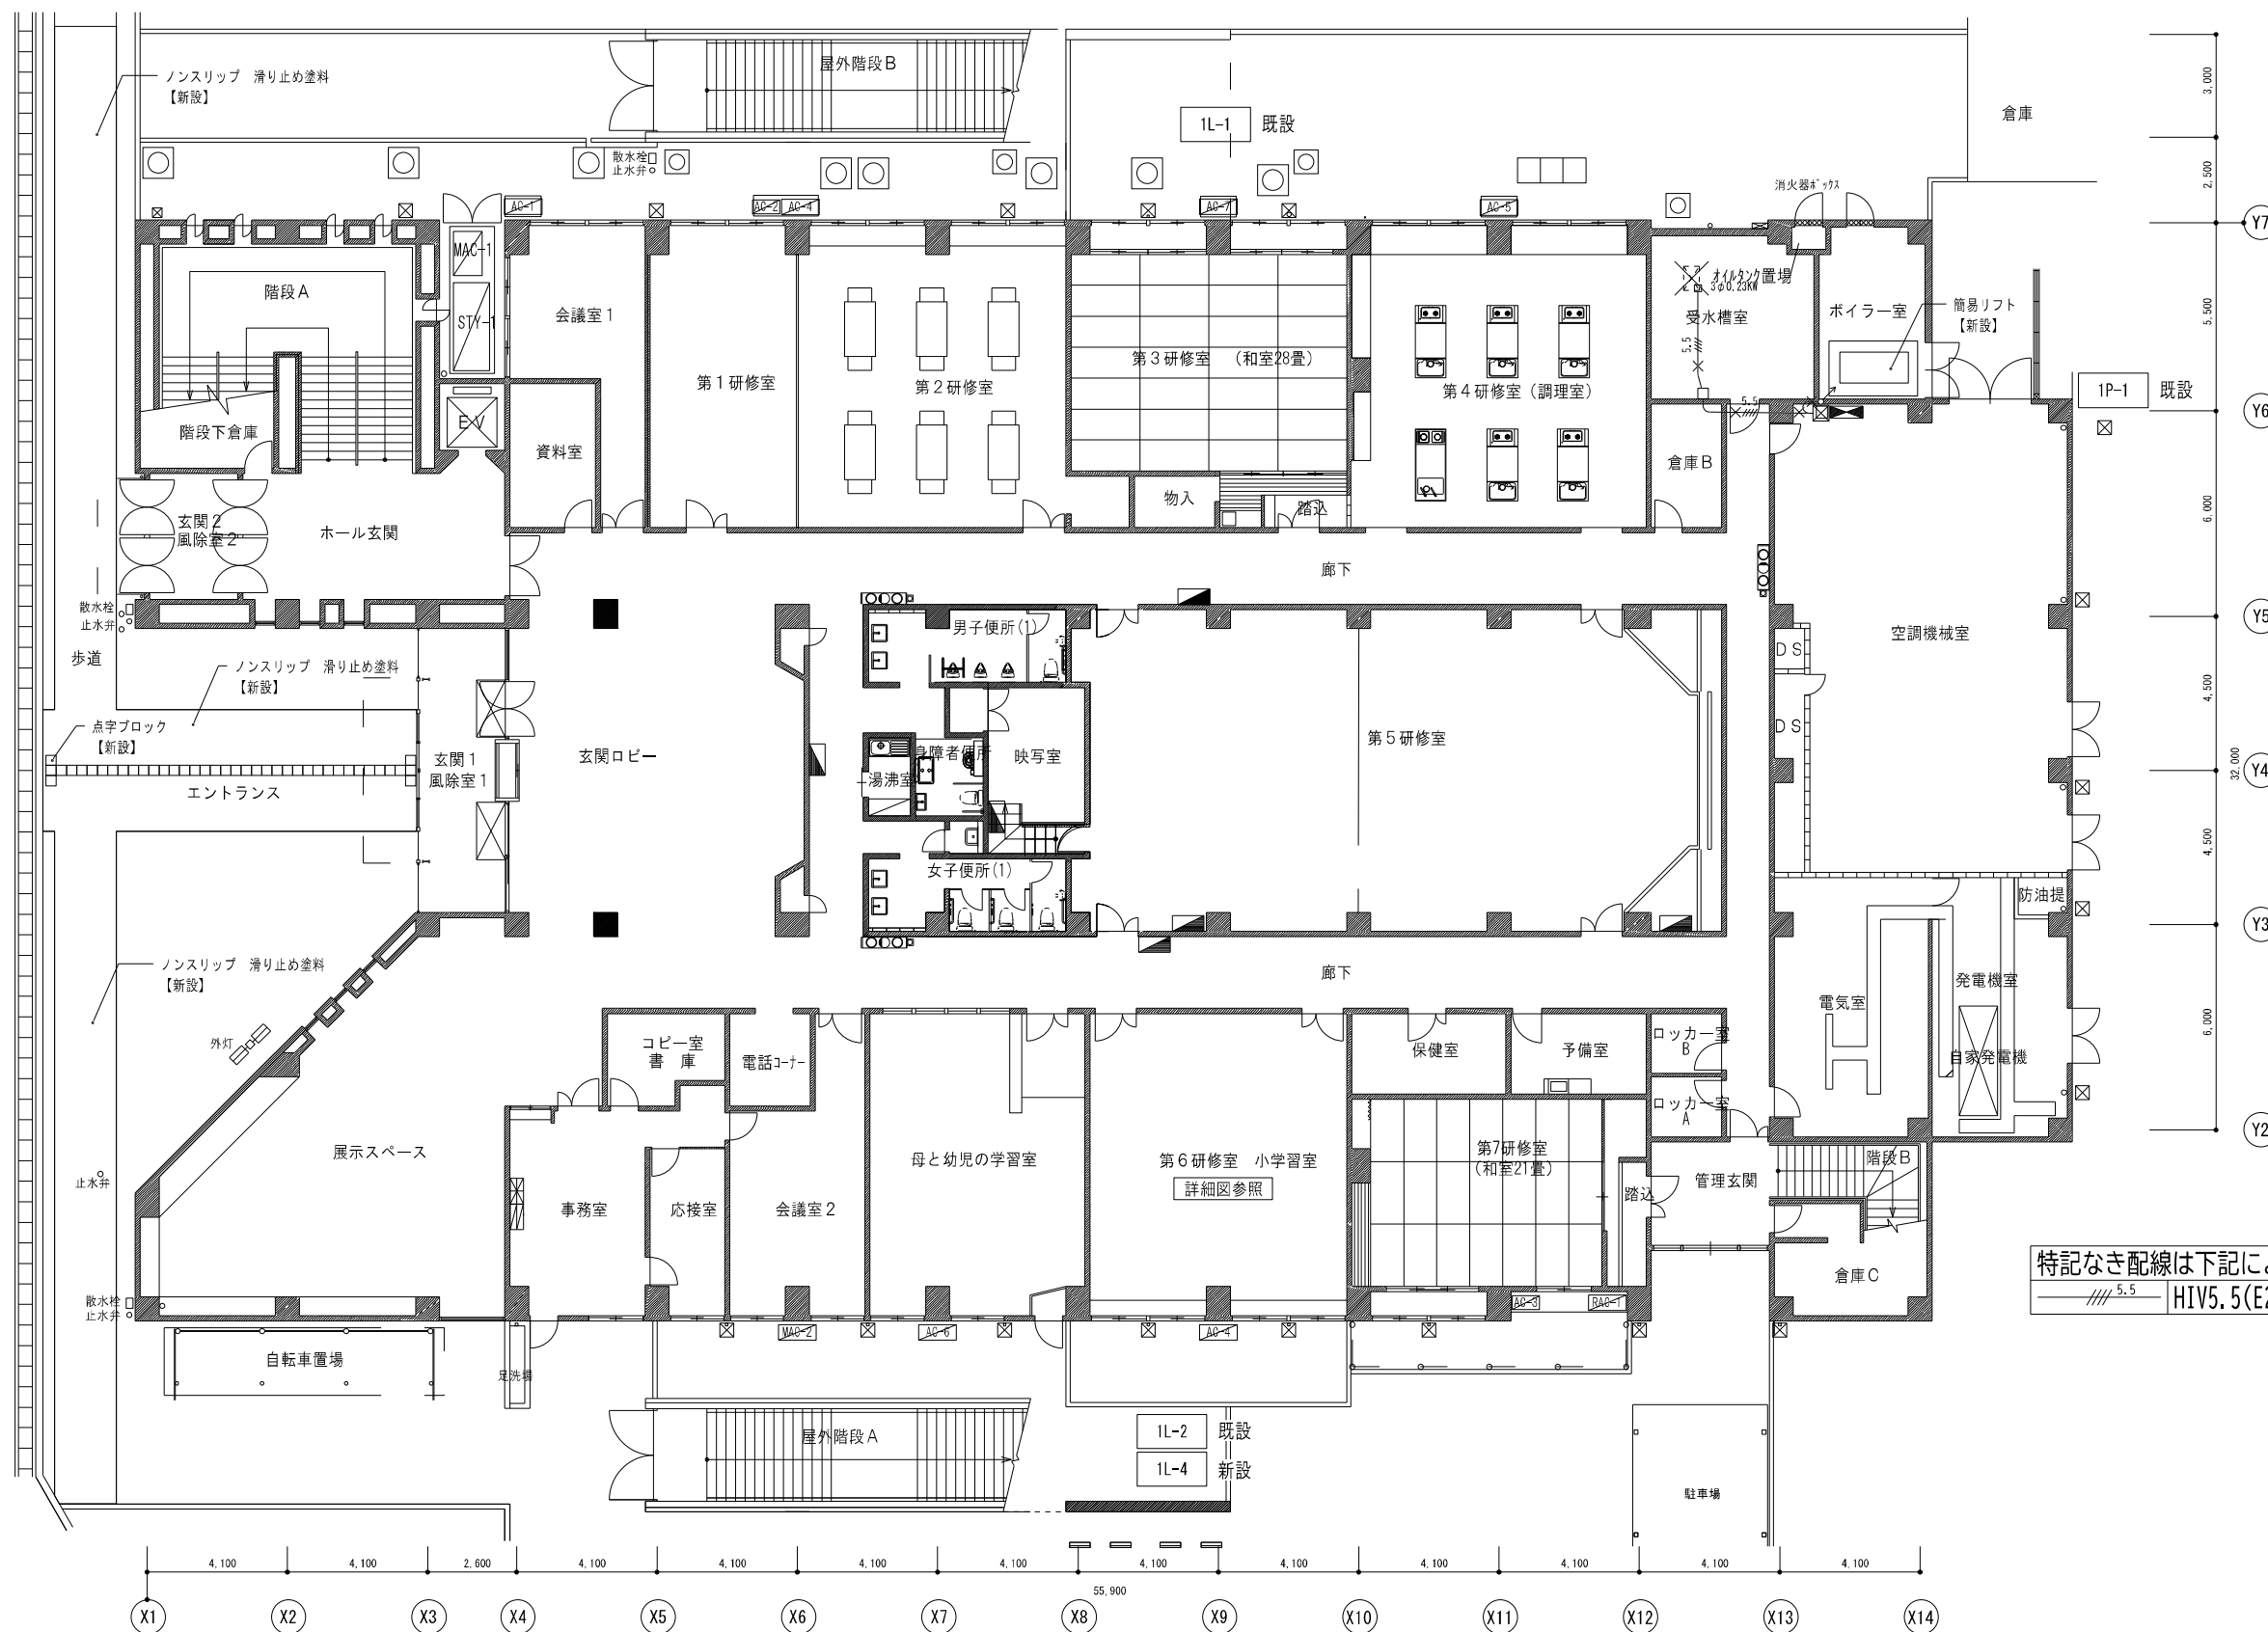 屋外階段B
ノンスリップ 滑り止め塗料
【新設】
1L-1 既設
倉庫
3,000
散水栓
止水弁
消火器ボックス
2,500
AC-1
AC-2
AC-4
AC-7
AC-5
Y7
MAC-1
階段A
STY-1
会議室1
オイルタンク置場
3φ0.23KW
受水槽室
ボイラー室
簡易リフト
【新設】
5,500
5.5
第1研修室
第2研修室
第3研修室 (和室28畳)
第4研修室(調理室)
1P-1 既設
5.5
Y6
EV
階段下倉庫
資料室
倉庫B
物入
踏込
6,000
玄関2
風除室2
ホール玄関
廊下
散水栓
止水弁
歩道
男子便所(1)
空調機械室
Y5
ノンスリップ 滑り止め塗料
【新設】
DS
4,500
点字ブロック
【新設】
DS
玄関1
風除室1
エントランス
玄関ロビー
身障者便所
湯沸室
映写室
第5研修室
Y4
32,000
女子便所(1)
4,500
防油提
Y3
ノンスリップ 滑り止め塗料
【新設】
廊下
発電機室
電気室
外灯
コピー室
書 庫
電話コーナー
保健室
予備室
ロッカー室
B
自家発電機
6,000
ロッカー室
A
展示スペース
母と幼児の学習室
第6研修室 小学習室
詳細図参照
第7研修室
(和室21畳)
Y2
階段B
止水弁
管理玄関
踏込
事務室
応接室
会議室2
特記なき配線は下記によ
5.5
HIV5.5(E2
倉庫C
散水栓
止水弁
AC-3
RAC-1
MAC-2
AC-6
AC-4
自転車置場
足洗場
屋外階段A
1L-2 既設
1L-4 新設
駐車場
4,100
4,100
2,600
4,100
4,100
4,100
4,100
4,100
4,100
4,100
4,100
4,100
4,100
55,900
X1
X2
X3
X4
X5
X6
X7
X8
X9
X10
X11
X12
X13
X14